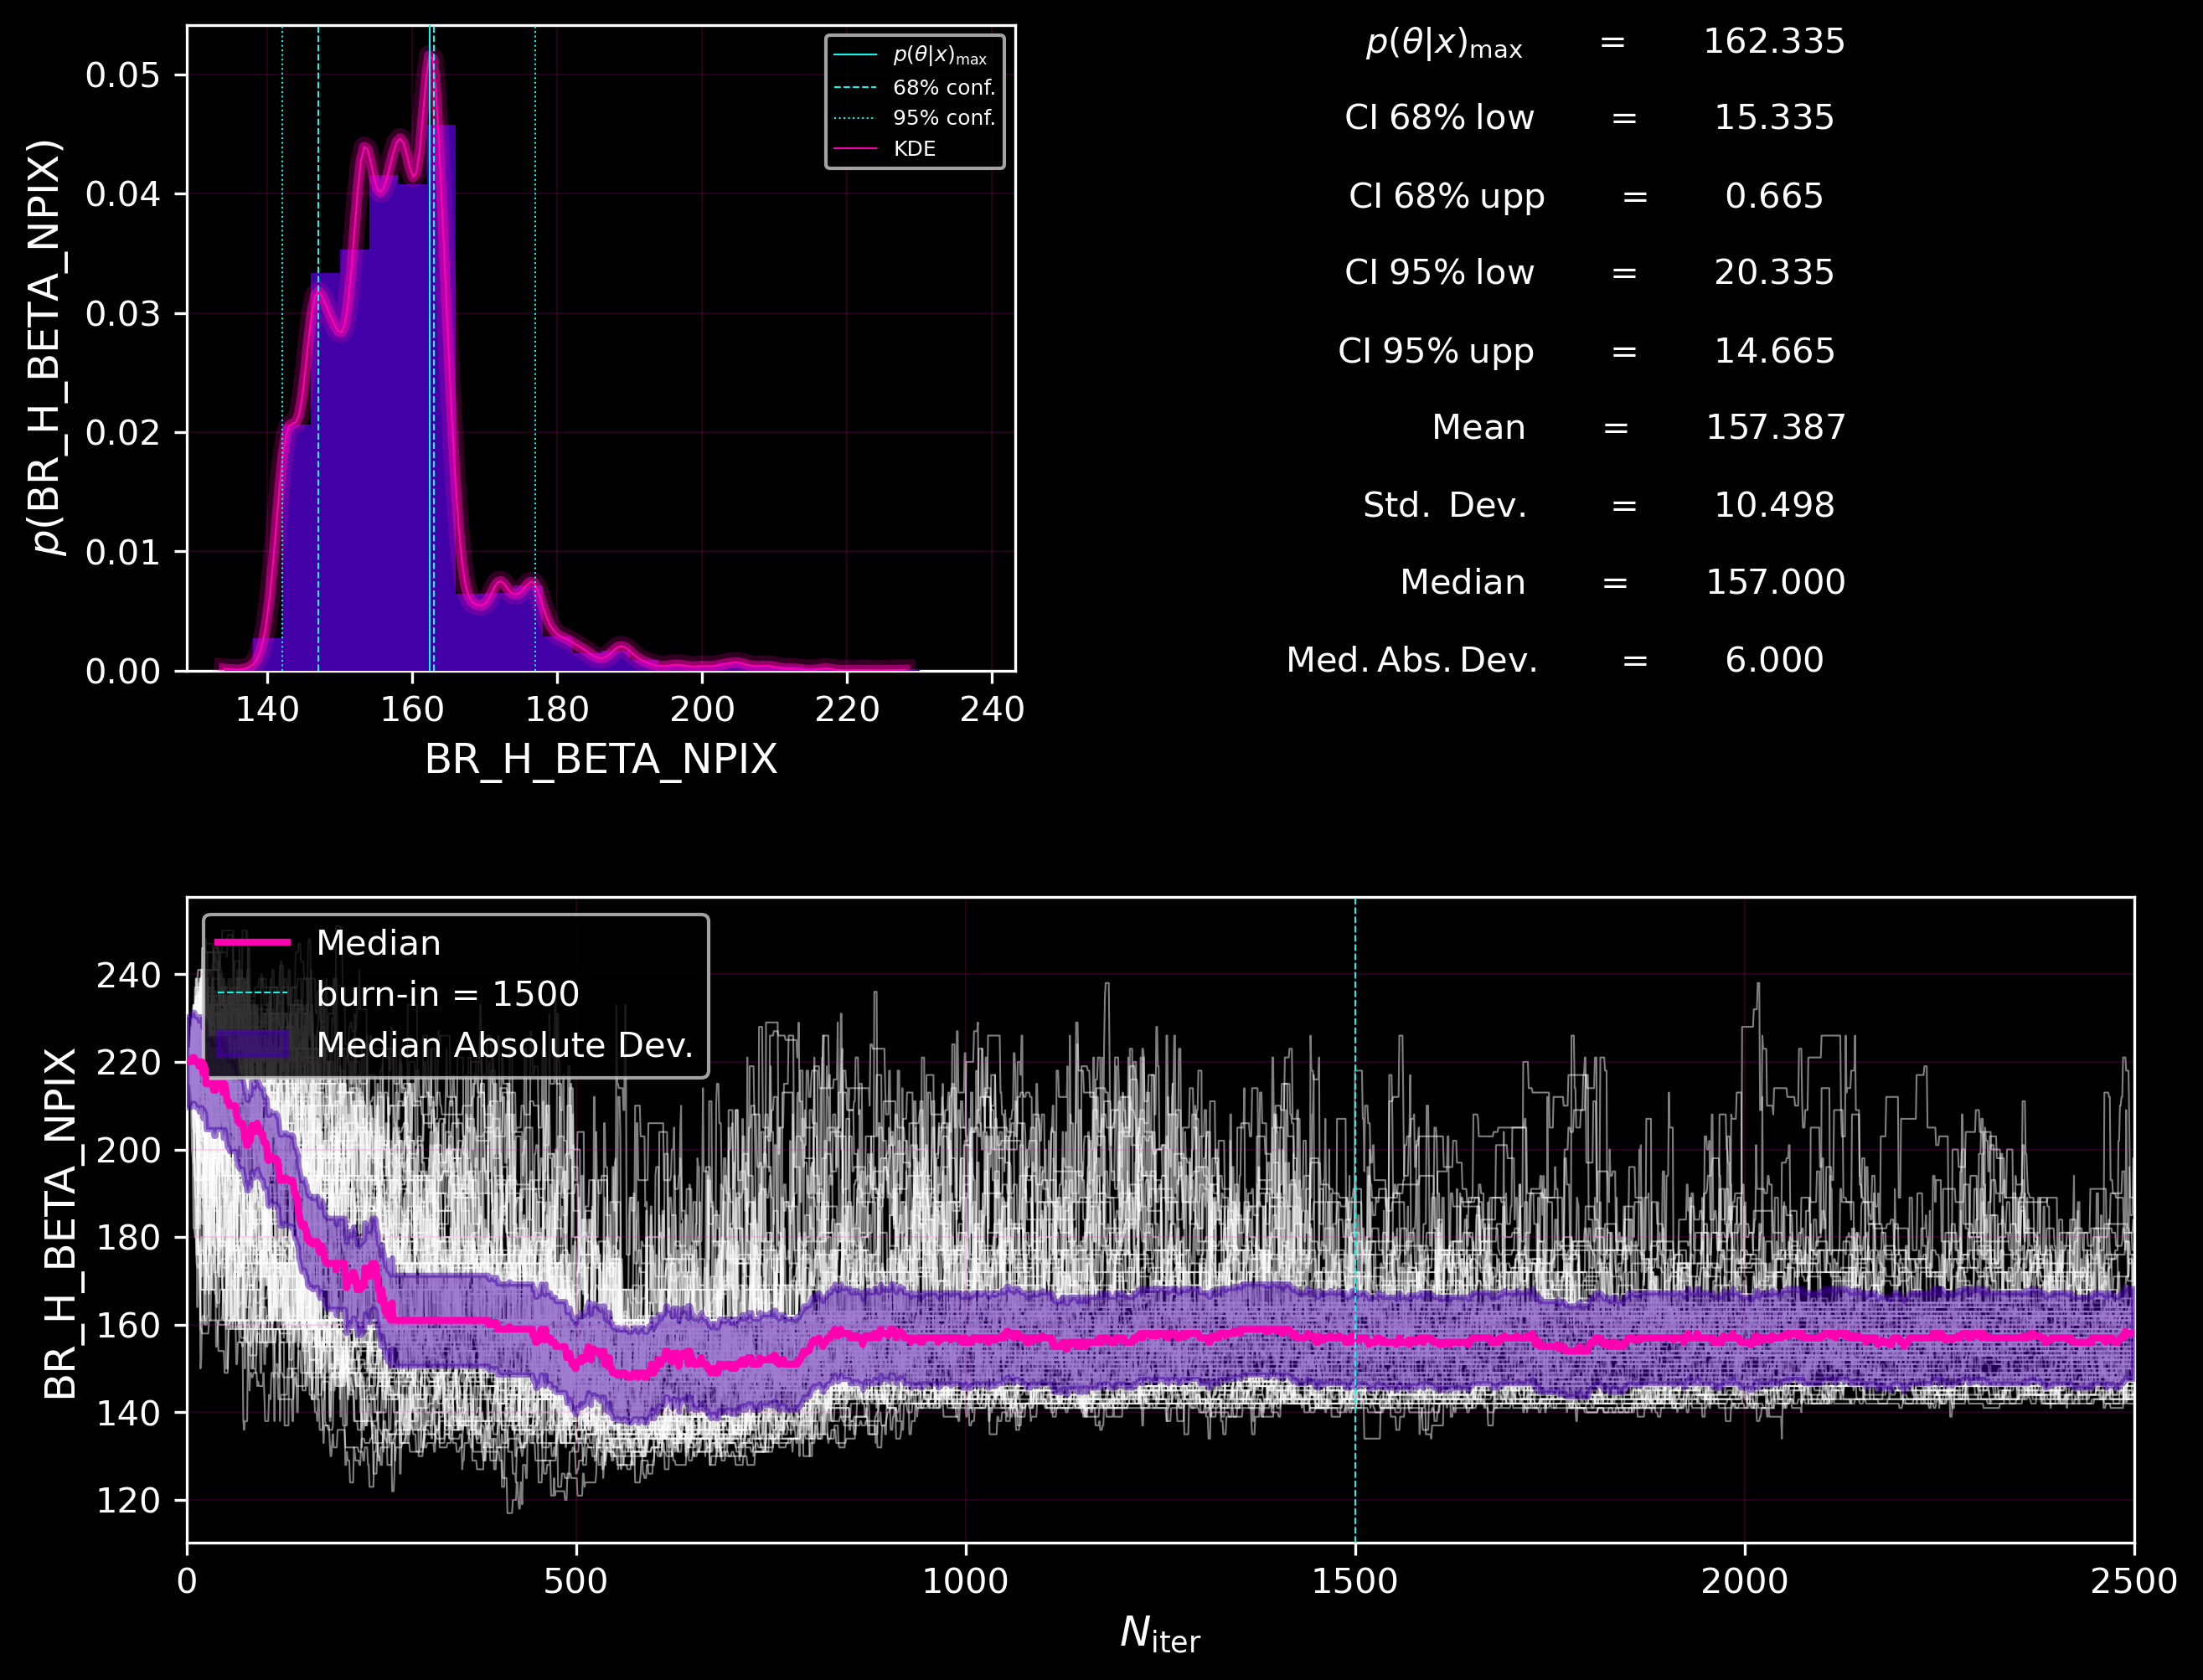 p(θ|x)max
68% conf.
95% conf.
KDE
0.05
0.04
0.03
0.02
0.01
0.00
p(BR_H_BETA_NPIX)
140 160 180 200 220 240
BR_H_BETA_NPIX
p(θ|x)max = 162.335
CI 68% low = 15.335
CI 68% upp = 0.665
CI 95% low = 20.335
CI 95% upp = 14.665
Mean = 157.387
Std. Dev. = 10.498
Median = 157.000
Med. Abs. Dev. = 6.000
Median
burn-in = 1500
Median Absolute Dev.
240
220
200
180
160
140
120
BR_H_BETA_NPIX
0 500 1000 1500 2000 2500
Niter